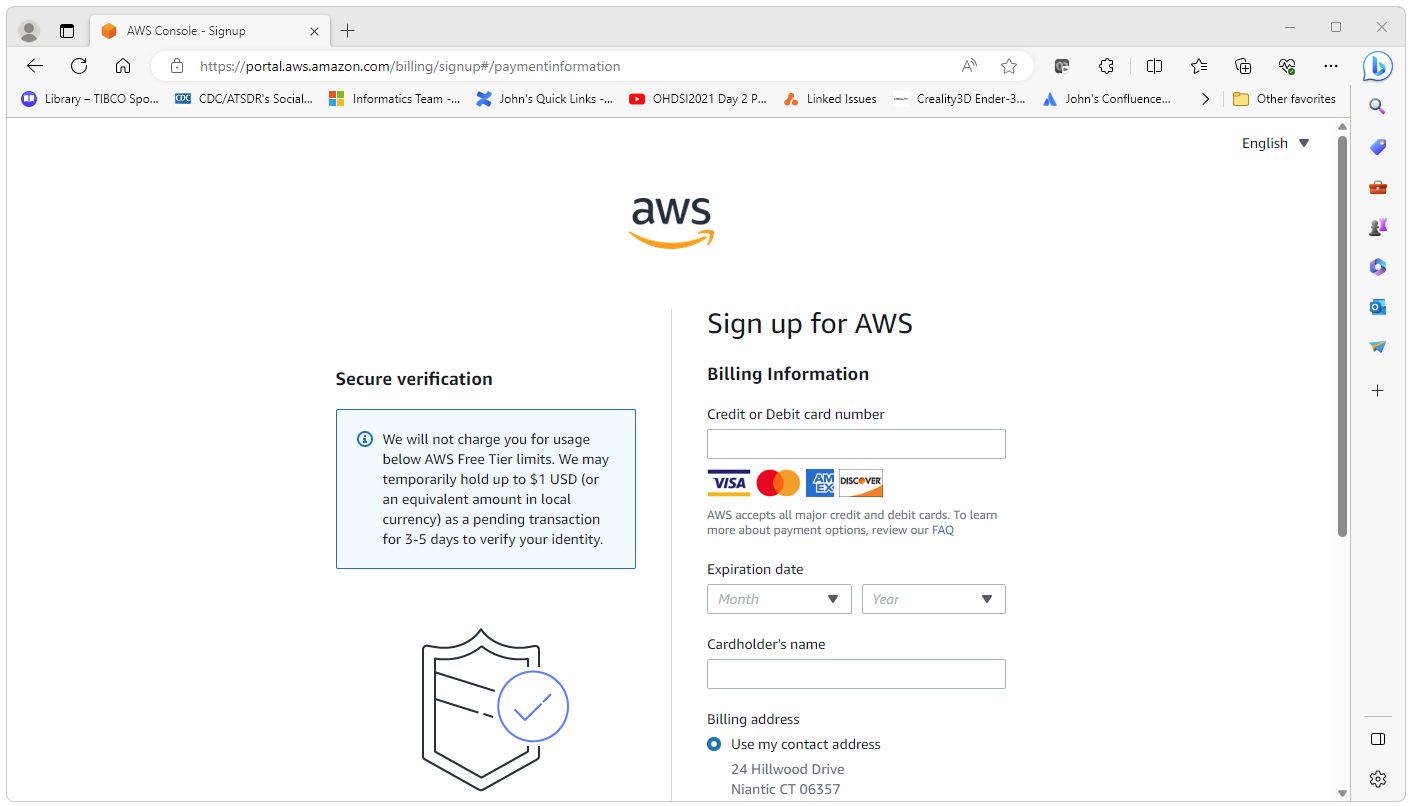 AWS Console - Signup
https://portal.aws.amazon.com/billing/signup#/paymentinformation
Library – TIBCO Spo...
CDC CDC/ATSDR's Social...
Informatics Team -...
John's Quick Links -...
OHDSI2021 Day 2 P...
Linked Issues
Creality3D Ender-3...
John's Confluence...
Other favorites
English
aws
Secure verification
We will not charge you for usage
below AWS Free Tier limits. We may
temporarily hold up to $1 USD (or
an equivalent amount in local
currency) as a pending transaction
for 3-5 days to verify your identity.
Sign up for AWS
Billing Information
Credit or Debit card number
VISA
AM
EX
DISCOVER
AWS accepts all major credit and debit cards. To learn
more about payment options, review our FAQ
Expiration date
Month
Year
Cardholder's name
Billing address
Use my contact address
24 Hillwood Drive
Niantic CT 06357